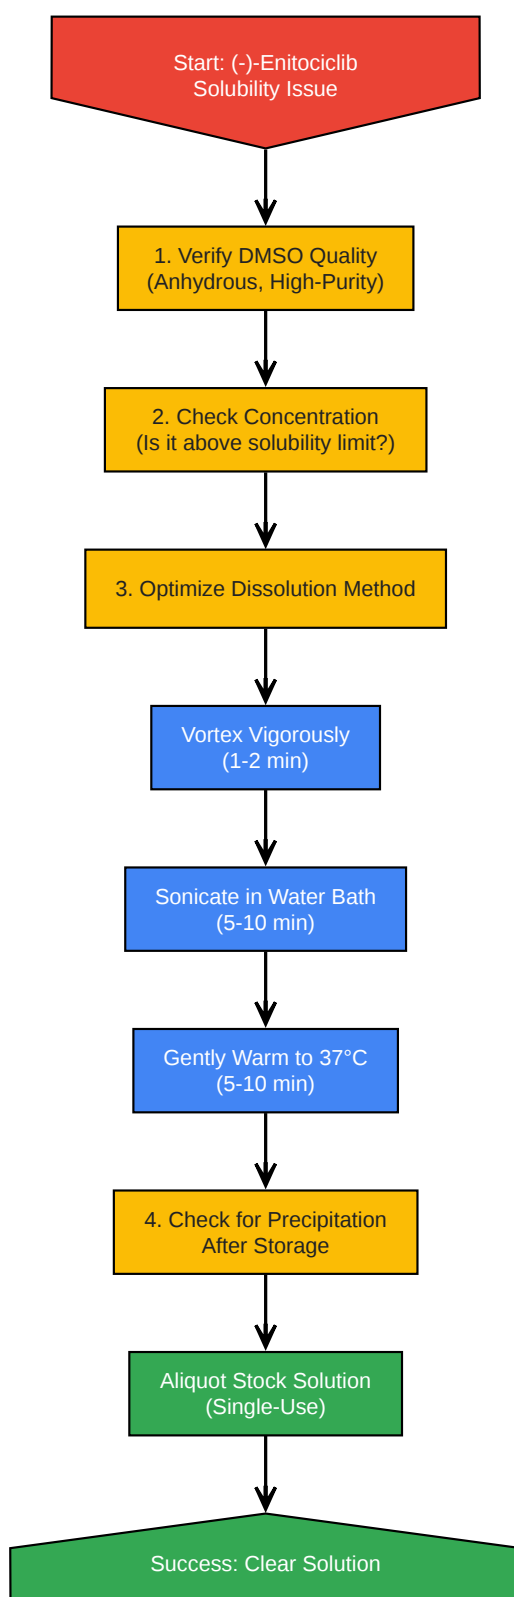 Start: (-)-Enitociclib
Solubility Issue
1. Verify DMSO Quality
(Anhydrous, High-Purity)
2. Check Concentration
(Is it above solubility limit?)
3. Optimize Dissolution Method
Vortex Vigorously
(1-2 min)
Sonicate in Water Bath
(5-10 min)
Gently Warm to 37°C
(5-10 min)
4. Check for Precipitation
After Storage
Aliquot Stock Solution
(Single-Use)
Success: Clear Solution